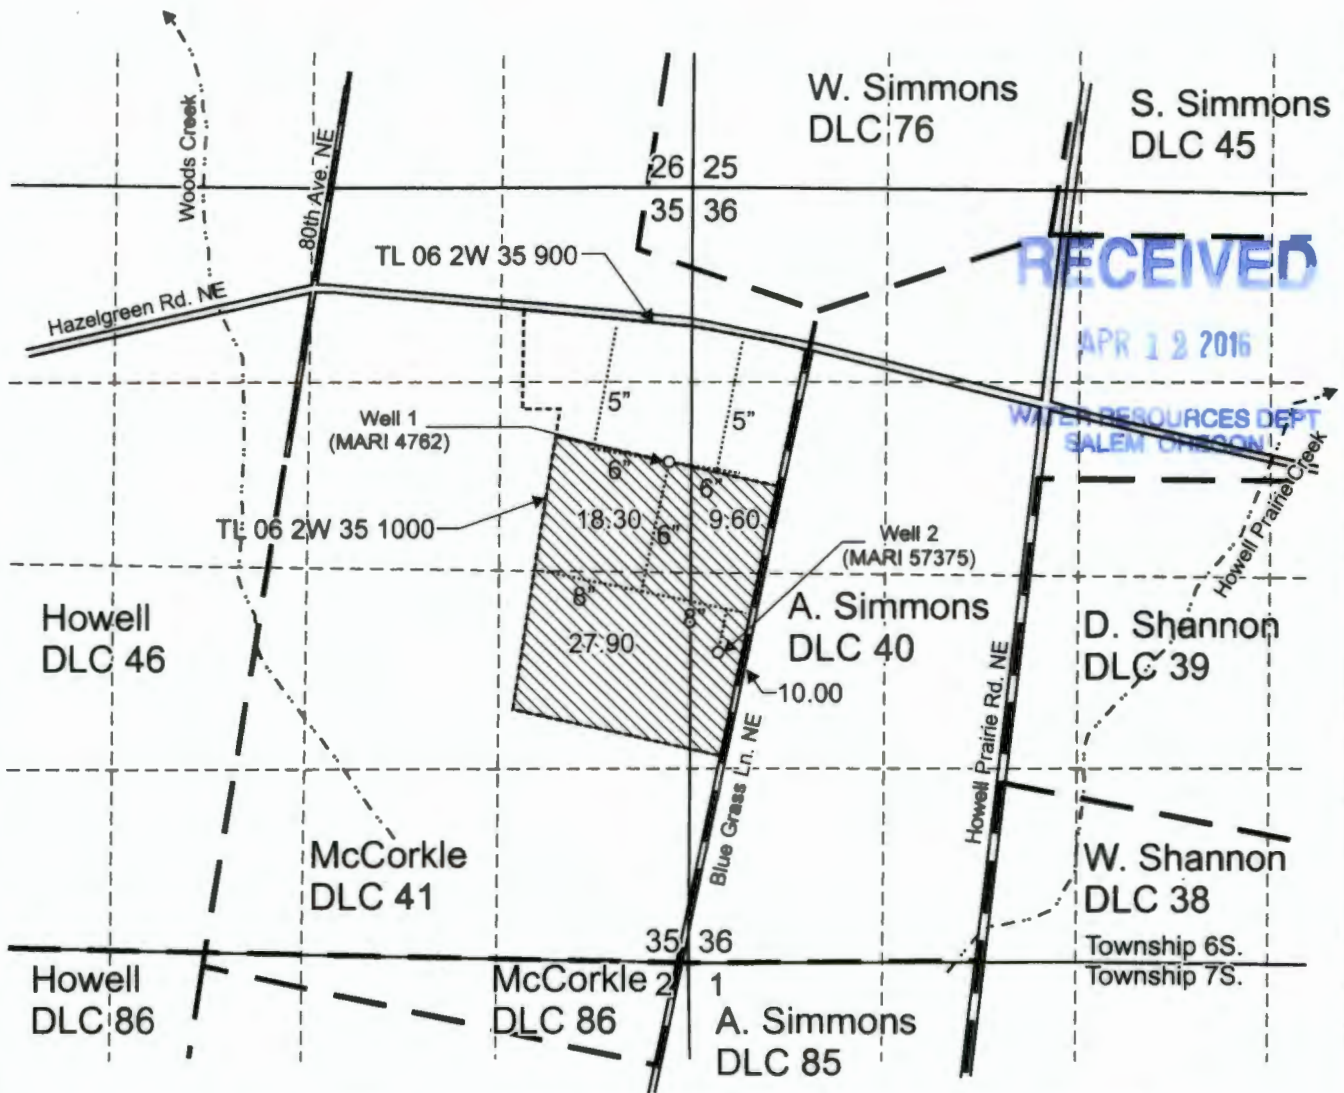 W. Simmons
DLC 76
S. Simmons
DLC 45
Woods Creek
80th Ave. NE
26 25
35 36
TL 06 2W 35 900
RECEIVED
Hazelgreen Rd. NE
APR 12 2016
5"
5"
Well 1
(MARI 4762)
WATER RESOURCES DEPT
SALEM OREGON
6"
6"
TL 06 2W 35 1000
18.30
9.60
6"
Well 2
(MARI 57375)
Howell Prairie Creek
8"
8"
Howell
DLC 46
27.90
A. Simmons
DLC 40
D. Shannon
DLC 39
10.00
Blue Grass Ln. NE
Howell Prairie Rd. NE
McCorkle
DLC 41
W. Shannon
DLC 38
35 36
Township 6S.
Township 7S.
2 1
Howell
DLC 86
McCorkle
DLC 86
A. Simmons
DLC 85